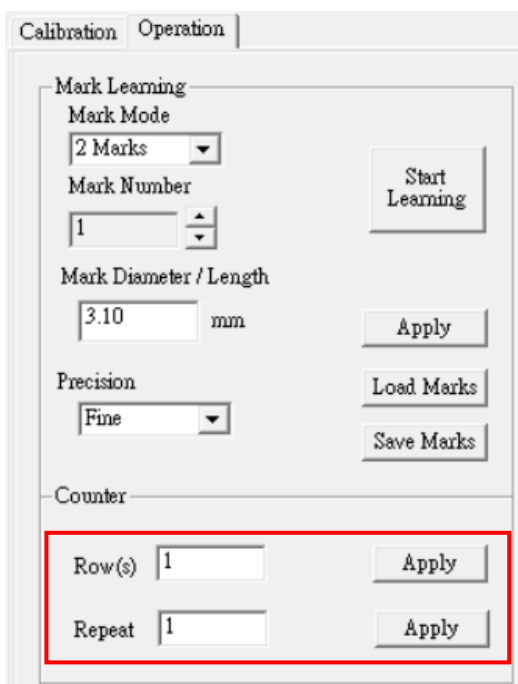 Calibration Operation
Mark Learning
Mark Mode
2 Marks
Start
Learning
Mark Number
1
Mark Diameter / Length
3.10 mm Apply
Precision
Fine
Load Marks
Save Marks
Counter
Row(s) 1 Apply
Repeat 1 Apply